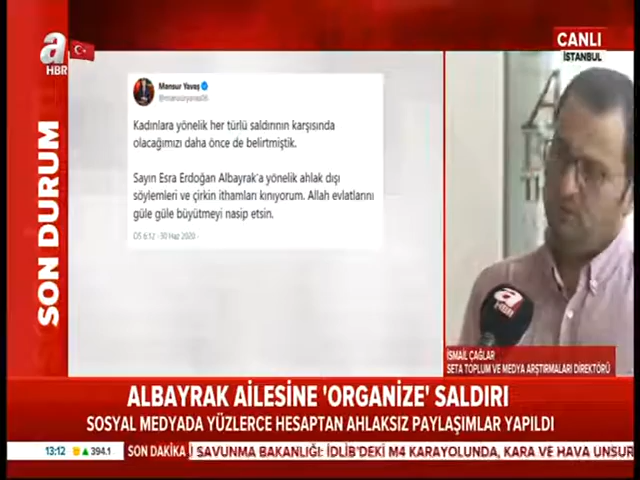 a
HBR
CANLI
İSTANBUL
SON DURUM
Mansur Yavaş
@mansuryavas06
Kadınlara yönelik her türlü saldırının karşısında
olacağımızı daha önce de belirtmiştik.
Sayın Esra Erdoğan Albayrak'a yönelik ahlak dışı
söylemleri ve çirkin ithamları kınıyorum. Allah evlatlarını
güle güle büyütmeyi nasip etsin.
ÖS 6:12 · 30 Haz 2020
a
HBR
İSMAİL ÇAĞLAR
SETA TOPLUM VE MEDYA ARŞTIRMALARI DİREKTÖRÜ
ALBAYRAK AİLESİNE 'ORGANİZE' SALDIRI
SOSYAL MEDYADA YÜZLERCE HESAPTAN AHLAKSIZ PAYLAŞIMLAR YAPILDI
13:12 394.1 SON DAKİKA SAVUNMA BAKANLIĞI: İDLİB'DEKİ M4 KARAYOLUNDA, KARA VE HAVA UNSUR